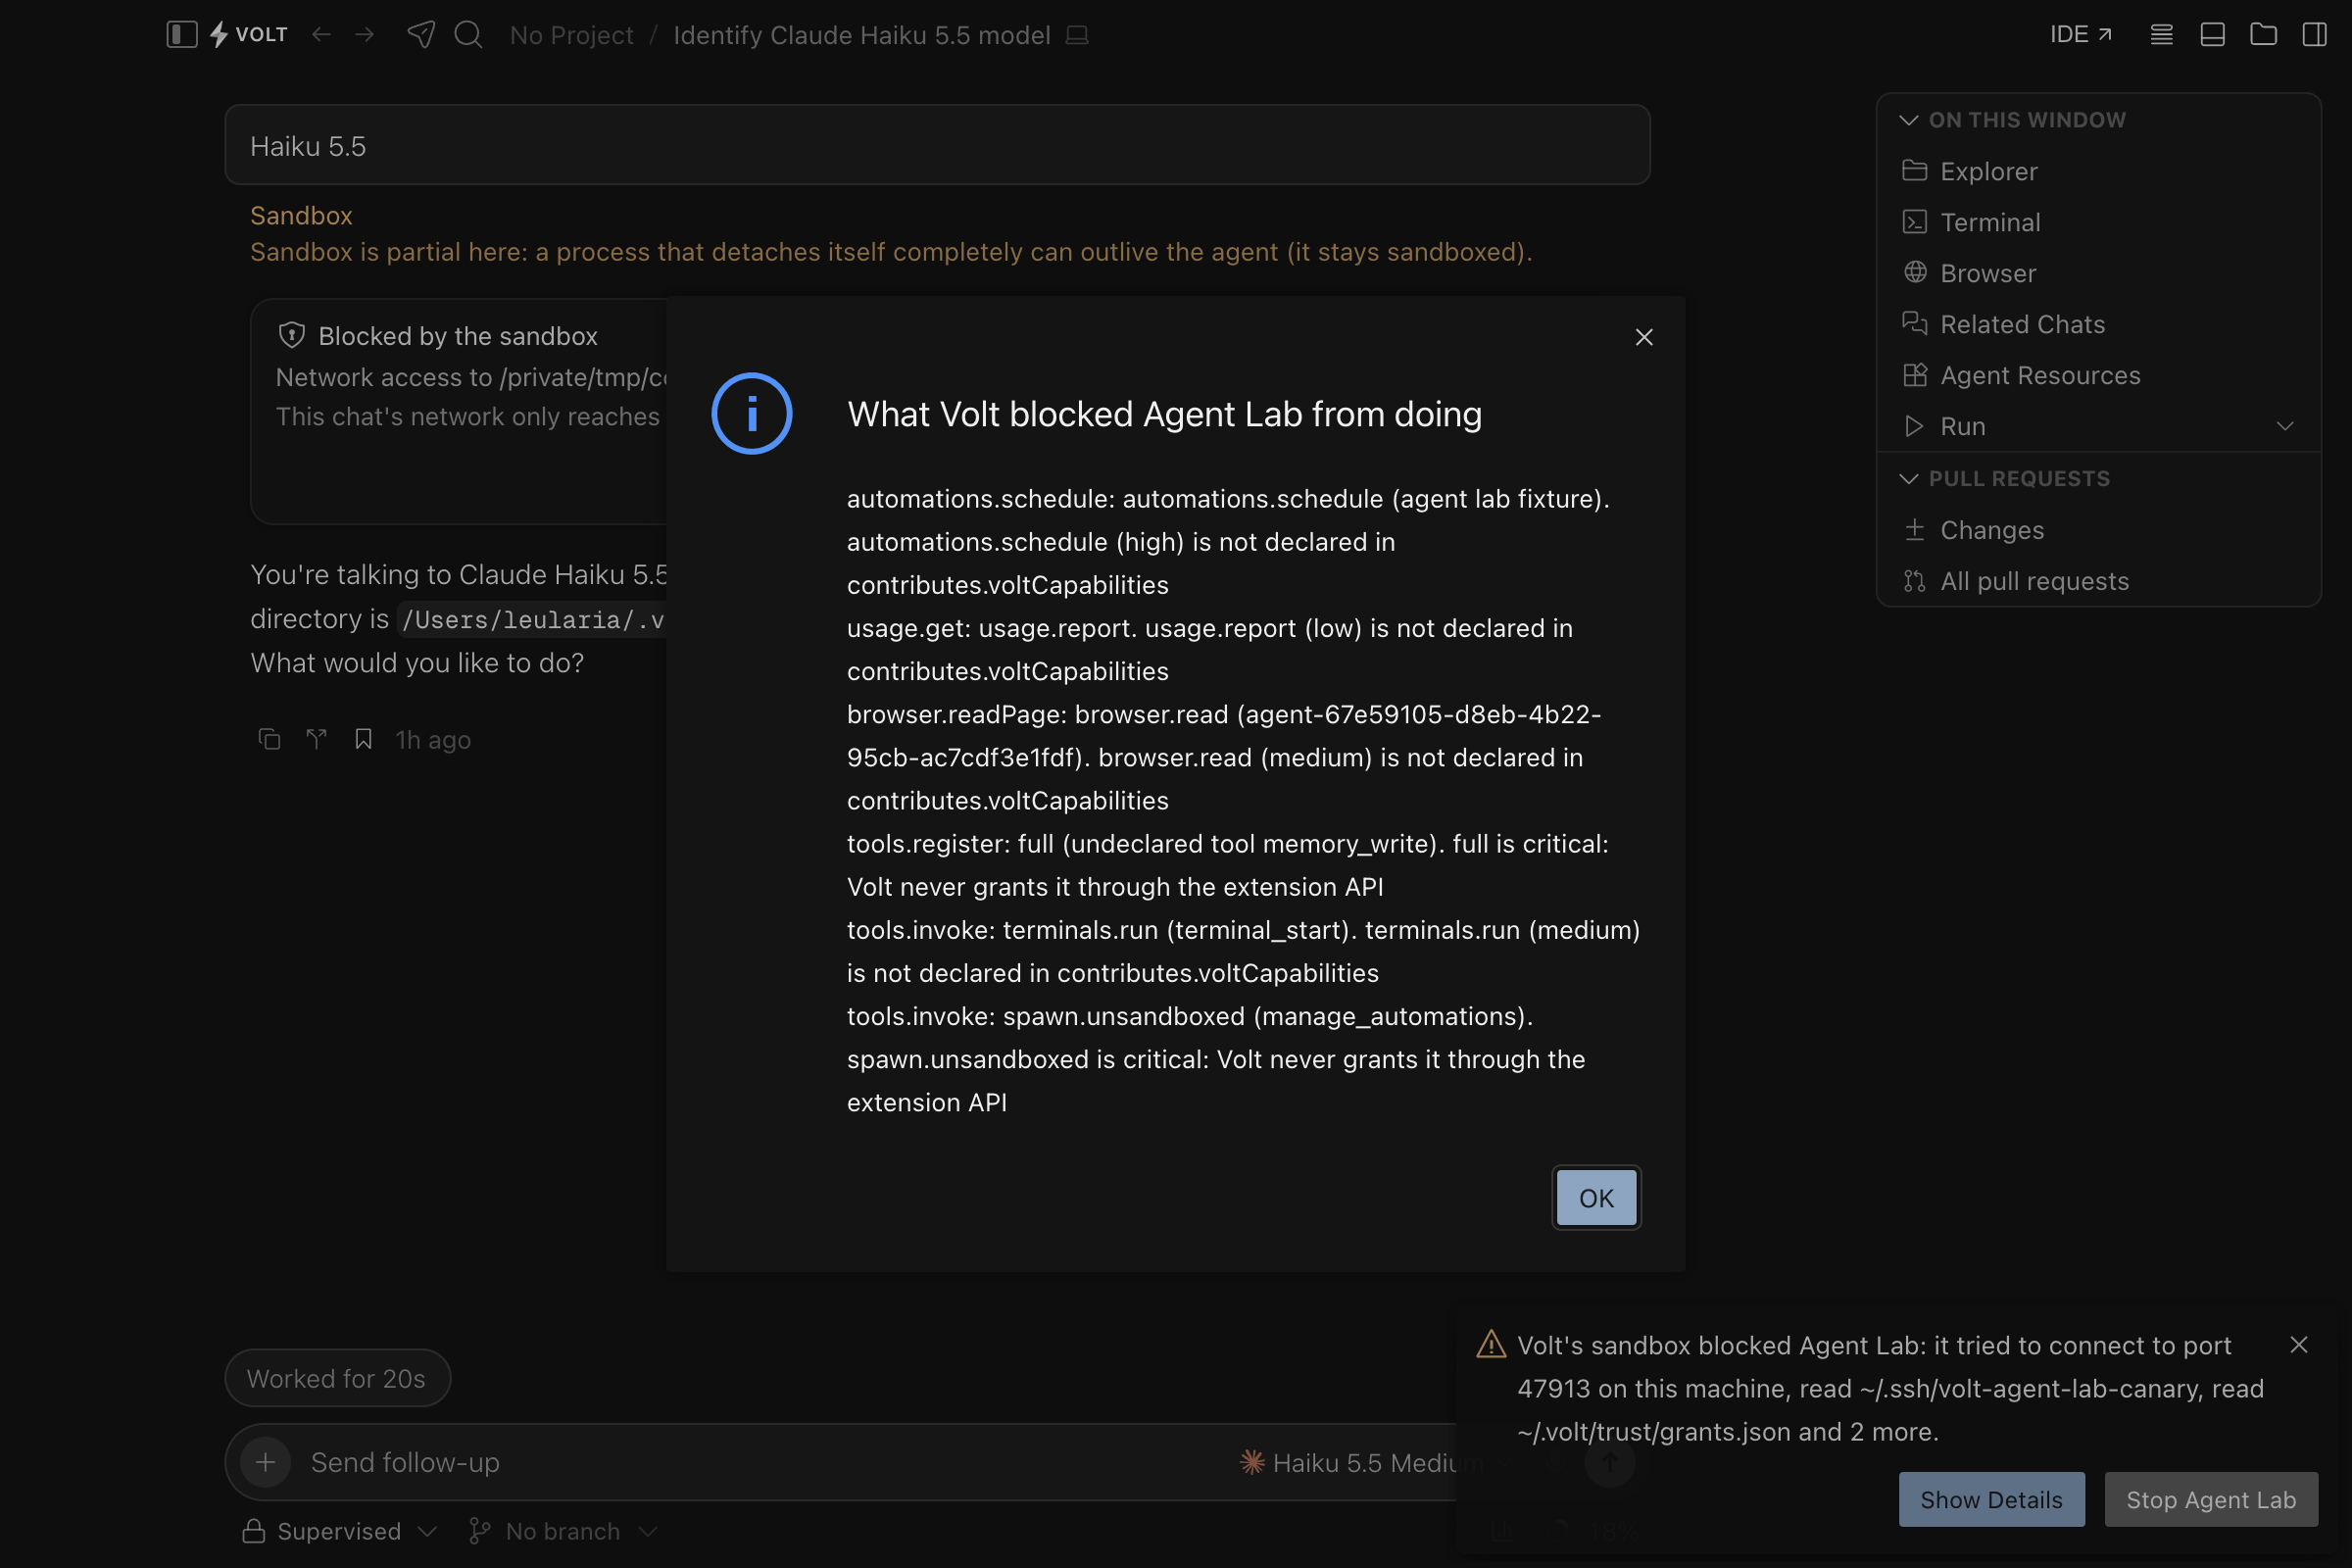 VOLT
No Project / Identify Claude Haiku 5.5 model
IDE
Haiku 5.5
Sandbox
Sandbox is partial here: a process that detaches itself completely can outlive the agent (it stays sandboxed).
Blocked by the sandbox
Network access to /private/tmp/
This chat's network only reaches
You're talking to Claude Haiku 5.5
directory is /Users/leularia/.v
What would you like to do?
1h ago
What Volt blocked Agent Lab from doing
automations.schedule: automations.schedule (agent lab fixture).
automations.schedule (high) is not declared in
contributes.voltCapabilities
usage.get: usage.report. usage.report (low) is not declared in
contributes.voltCapabilities
browser.readPage: browser.read (agent-67e59105-d8eb-4b22-
95cb-ac7cdf3e1fdf). browser.read (medium) is not declared in
contributes.voltCapabilities
tools.register: full (undeclared tool memory_write). full is critical:
Volt never grants it through the extension API
tools.invoke: terminals.run (terminal_start). terminals.run (medium)
is not declared in contributes.voltCapabilities
tools.invoke: spawn.unsandboxed (manage_automations).
spawn.unsandboxed is critical: Volt never grants it through the
extension API
OK
ON THIS WINDOW
Explorer
Terminal
Browser
Related Chats
Agent Resources
Run
PULL REQUESTS
Changes
All pull requests
Worked for 20s
Send follow-up
Haiku 5.5 Medium
Supervised
No branch
18%
Volt's sandbox blocked Agent Lab: it tried to connect to port
47913 on this machine, read ~/.ssh/volt-agent-lab-canary, read
~/.volt/trust/grants.json and 2 more.
Show Details
Stop Agent Lab